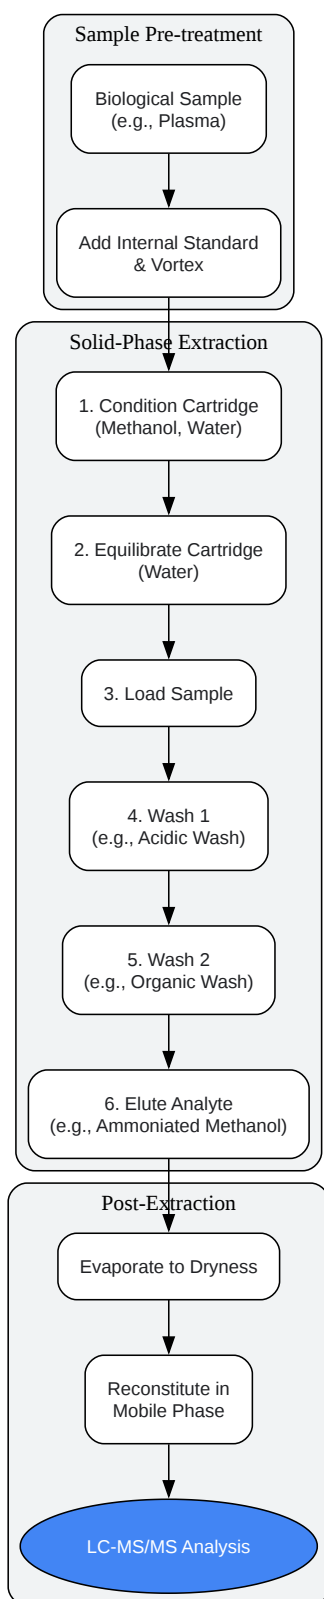 Sample Pre-treatment
Biological Sample
(e.g., Plasma)
Add Internal Standard
& Vortex
Solid-Phase Extraction
1. Condition Cartridge
(Methanol, Water)
2. Equilibrate Cartridge
(Water)
3. Load Sample
4. Wash 1
(e.g., Acidic Wash)
5. Wash 2
(e.g., Organic Wash)
6. Elute Analyte
(e.g., Ammoniated Methanol)
Post-Extraction
Evaporate to Dryness
Reconstitute in
Mobile Phase
LC-MS/MS Analysis